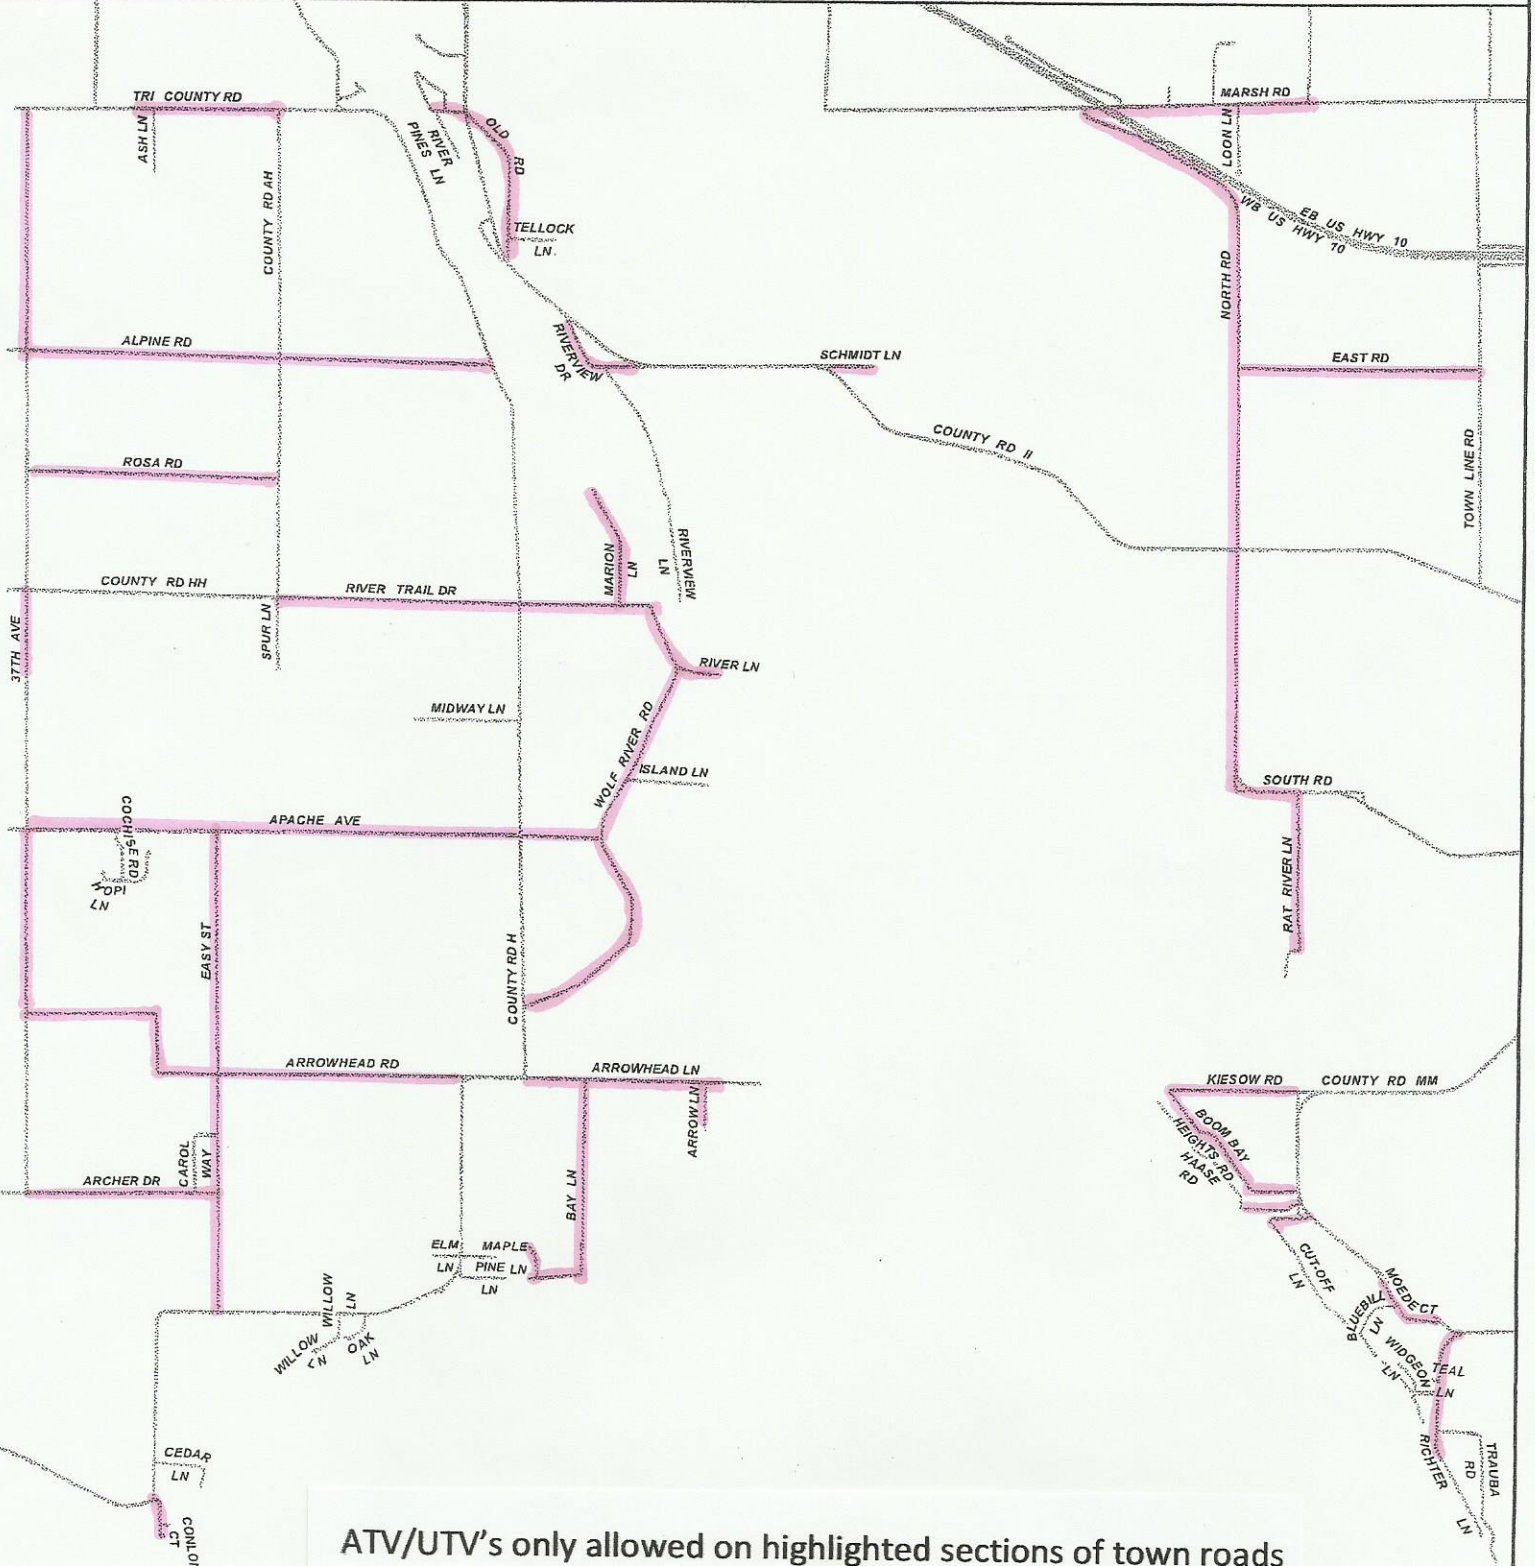 TRI COUNTY RD
MARSH RD
ASH LN
RIVER PINES LN
OLD RD
LOON LN
COUNTY RD AH
TELLOCK LN.
EB US HWY 10
WB US HWY 10
NORTH RD
ALPINE RD
RIVERVIEW DR
SCHMIDT LN
EAST RD
COUNTY RD II
TOWN LINE RD
ROSA RD
MARION LN
RIVERVIEW LN
COUNTY RD HH
RIVER TRAIL DR
37TH AVE
SPUR LN
RIVER LN
MIDWAY LN
WOLF RIVER RD
ISLAND LN
SOUTH RD
COCHISE RD
APACHE AVE
HOPI LN
RAT RIVER LN
EASY ST
COUNTY RD H
ARROWHEAD RD
ARROWHEAD LN
KIESOW RD
COUNTY RD MM
ARROW LN
BOOM BAY HEIGHTS RD
HAASE RD
CAROL WAY
ARCHER DR
BAY LN
ELM LN
MAPLE LN
PINE LN
CUT-OFF LN
WILLOW LN
WILLOW LN
OAK LN
MOEDE CT
BLUEBILL LN
WIDGEON LN
TEAL LN
CEDAR LN
RICHTER LN
TRAUBA RD
CT
ATV/UTV's only allowed on highlighted sections of town roads